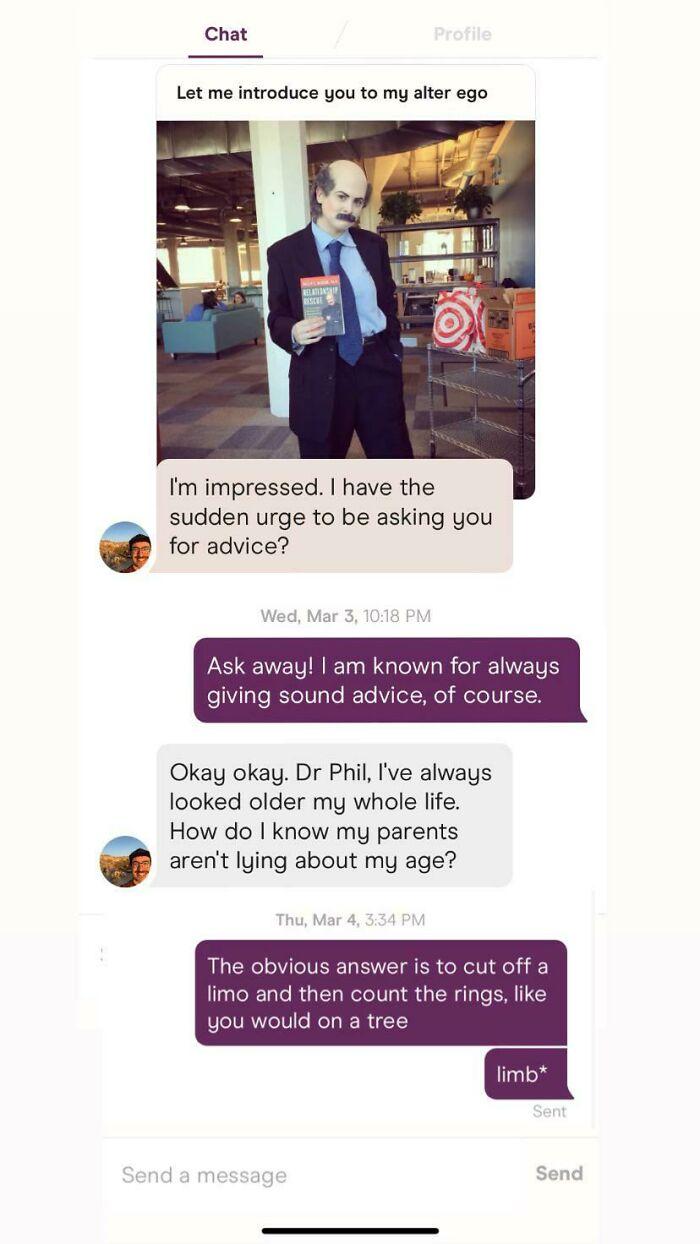 Chat / Profile
Let me introduce you to my alter ego
RELATIONSHIP
RESCUE
I'm impressed. I have the
sudden urge to be asking you
for advice?
Wed, Mar 3, 10:18 PM
Ask away! I am known for always
giving sound advice, of course.
Okay okay. Dr Phil, I've always
looked older my whole life.
How do I know my parents
aren't lying about my age?
Thu, Mar 4, 3:34 PM
The obvious answer is to cut off a
limo and then count the rings, like
you would on a tree
limb*
Sent
Send a message Send